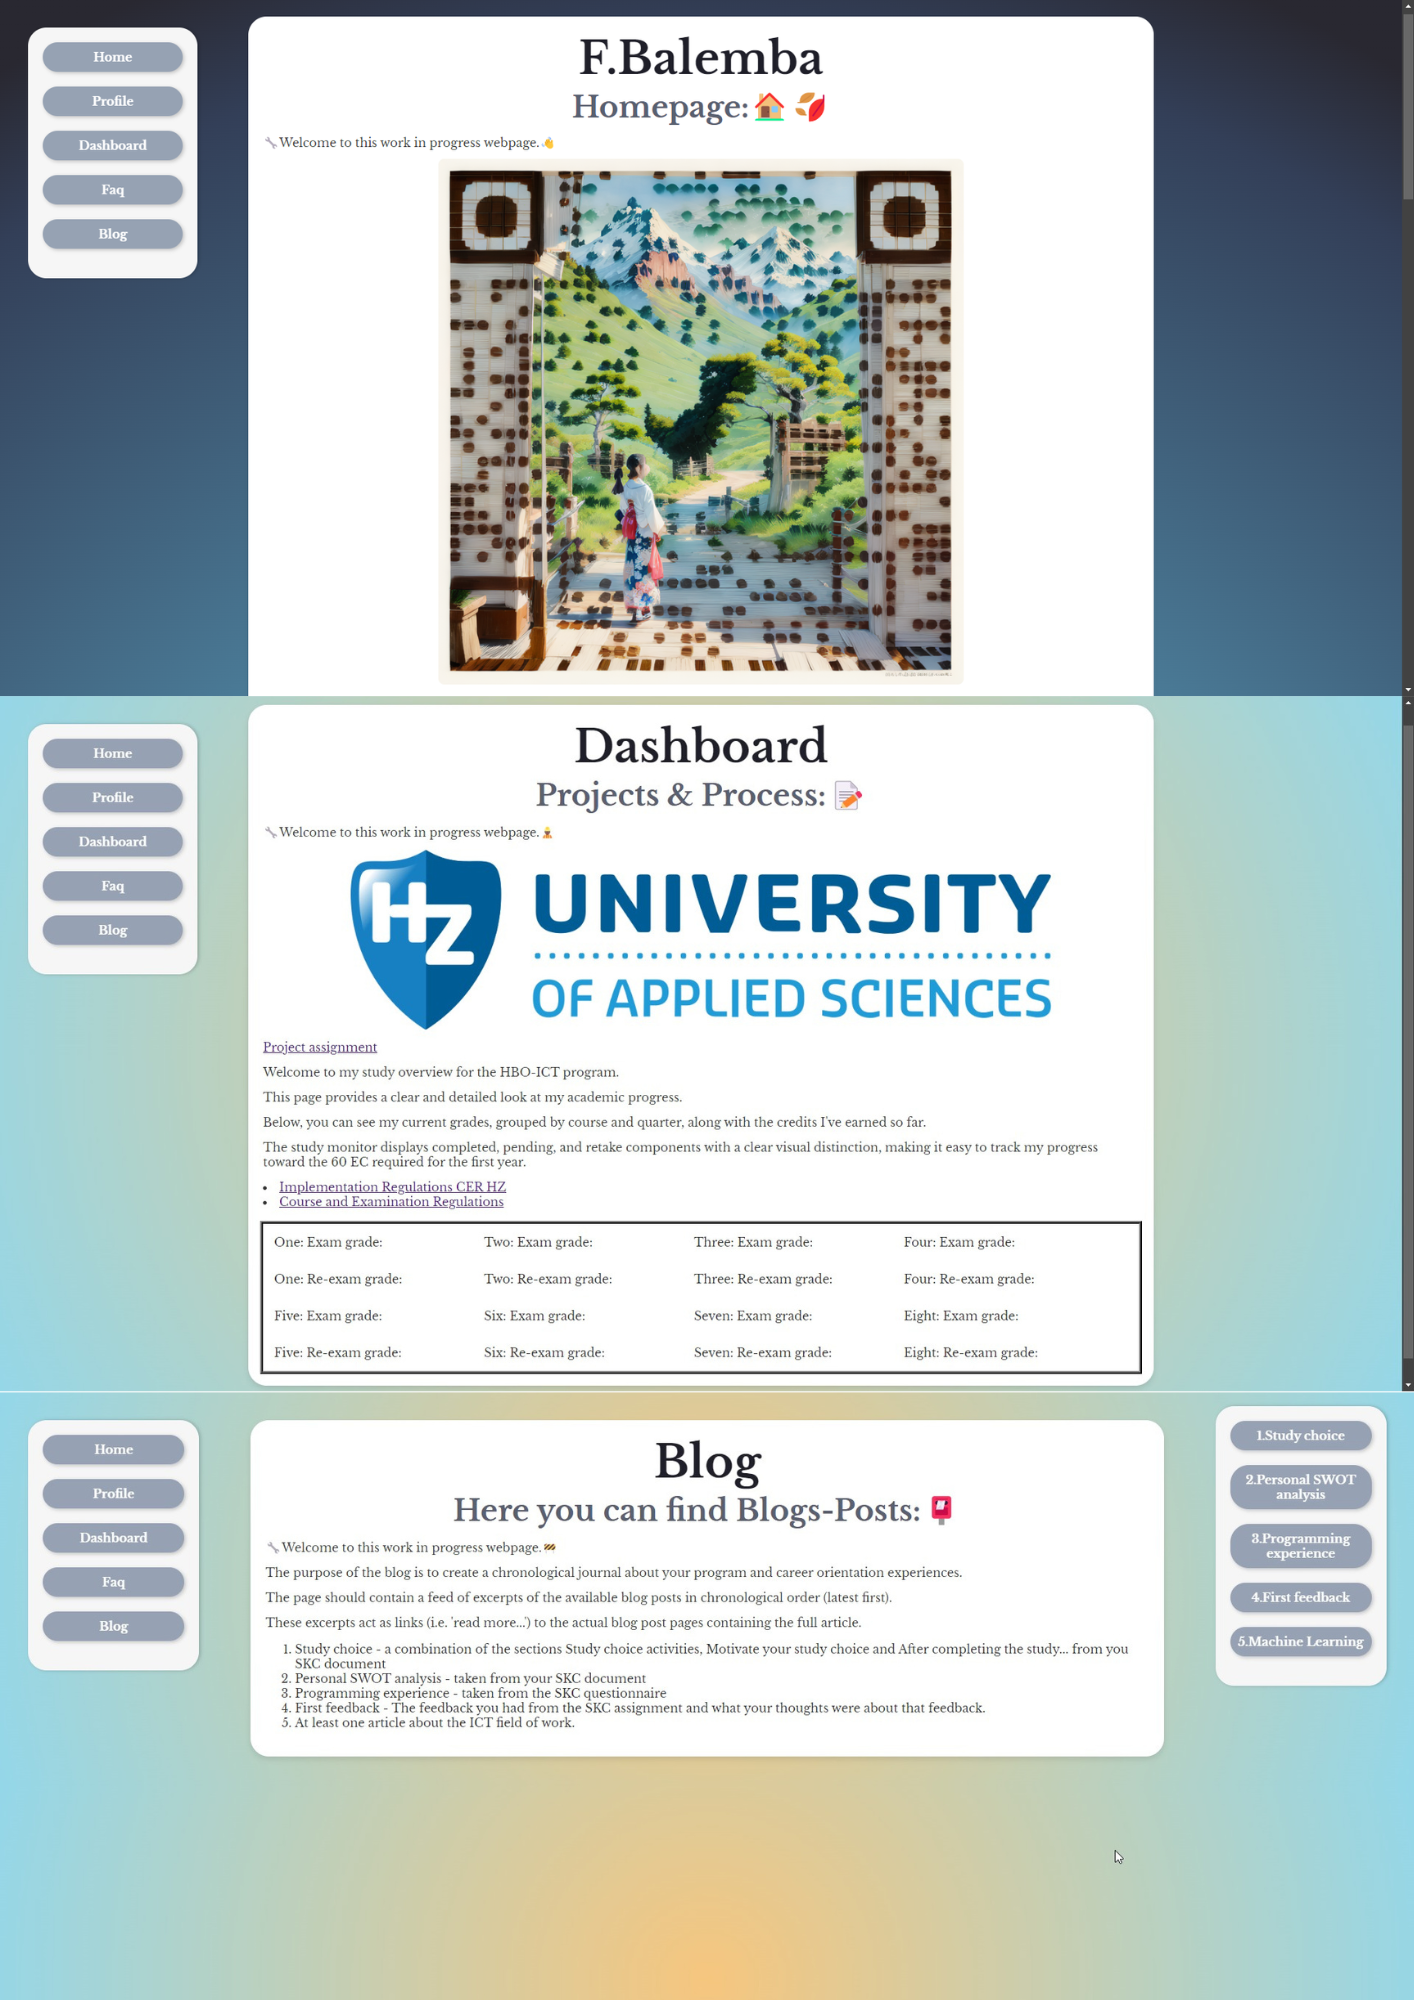 Home
Profile
Dashboard
Faq
Blog
F.Balemba
Homepage:
Welcome to this work in progress webpage.
Home
Profile
Dashboard
Faq
Blog
Dashboard
Projects & Process:
Welcome to this work in progress webpage.
HZ
UNIVERSITY
OF APPLIED SCIENCES
Project assignment
Welcome to my study overview for the HBO-ICT program.
This page provides a clear and detailed look at my academic progress.
Below, you can see my current grades, grouped by course and quarter, along with the credits I've earned so far.
The study monitor displays completed, pending, and retake components with a clear visual distinction, making it easy to track my progress
toward the 60 EC required for the first year.
• Implementation Regulations CER HZ
• Course and Examination Regulations
One: Exam grade: Two: Exam grade: Three: Exam grade: Four: Exam grade:
One: Re-exam grade: Two: Re-exam grade: Three: Re-exam grade: Four: Re-exam grade:
Five: Exam grade: Six: Exam grade: Seven: Exam grade: Eight: Exam grade:
Five: Re-exam grade: Six: Re-exam grade: Seven: Re-exam grade: Eight: Re-exam grade:
Home
Profile
Dashboard
Faq
Blog
Blog
Here you can find Blogs-Posts:
Welcome to this work in progress webpage.
The purpose of the blog is to create a chronological journal about your program and career orientation experiences.
The page should contain a feed of excerpts of the available blog posts in chronological order (latest first).
These excerpts act as links (i.e. 'read more...') to the actual blog post pages containing the full article.
1. Study choice - a combination of the sections Study choice activities, Motivate your study choice and After completing the study... from you
SKC document
2. Personal SWOT analysis - taken from your SKC document
3. Programming experience - taken from the SKC questionnaire
4. First feedback - The feedback you had from the SKC assignment and what your thoughts were about that feedback.
5. At least one article about the ICT field of work.
1.Study choice
2.Personal SWOT
analysis
3.Programming
experience
4.First feedback
5.Machine Learning